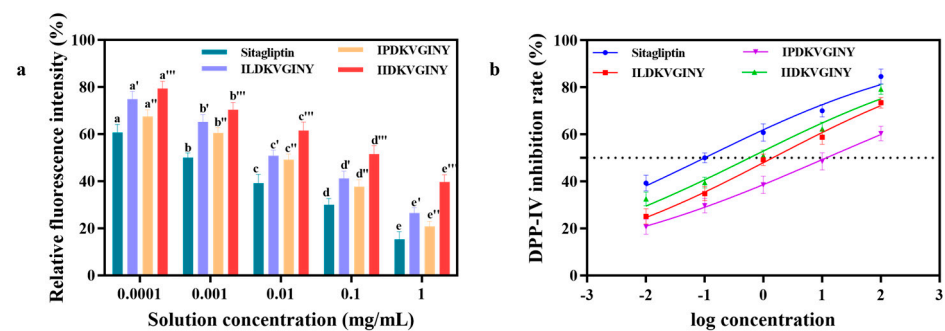 a
Relative fluorescence intensity (%)
100
80
60
40
20
0
Sitagliptin
IPDKVGINY
ILDKVGINY
IIDKVGINY
a
a'
a''
a'''
b
b'
b''
b'''
c
c'
c''
c'''
d
d'
d''
d'''
e
e'
e''
e'''
0.0001
0.001
0.01
0.1
1
Solution concentration (mg/mL)
b
DPP-IV inhibition rate (%)
100
80
60
40
20
0
Sitagliptin
IPDKVGINY
ILDKVGINY
IIDKVGINY
-3
-2
-1
0
1
2
3
log concentration